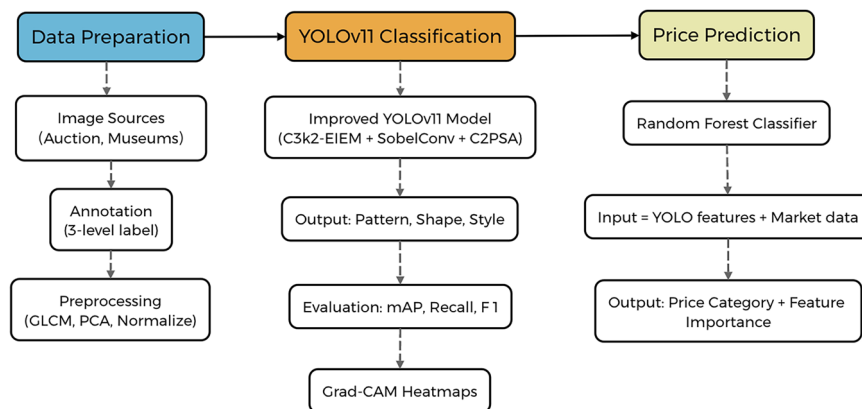 Data Preparation
YOLOv11 Classification
Price Prediction
Image Sources
(Auction, Museums)
Annotation
(3-level label)
Preprocessing
(GLCM, PCA, Normalize)
Improved YOLOv11 Model
(C3k2-EIEM + SobelConv + C2PSA)
Output: Pattern, Shape, Style
Evaluation: mAP, Recall, F1
Grad-CAM Heatmaps
Random Forest Classifier
Input = YOLO features + Market data
Output: Price Category + Feature
Importance